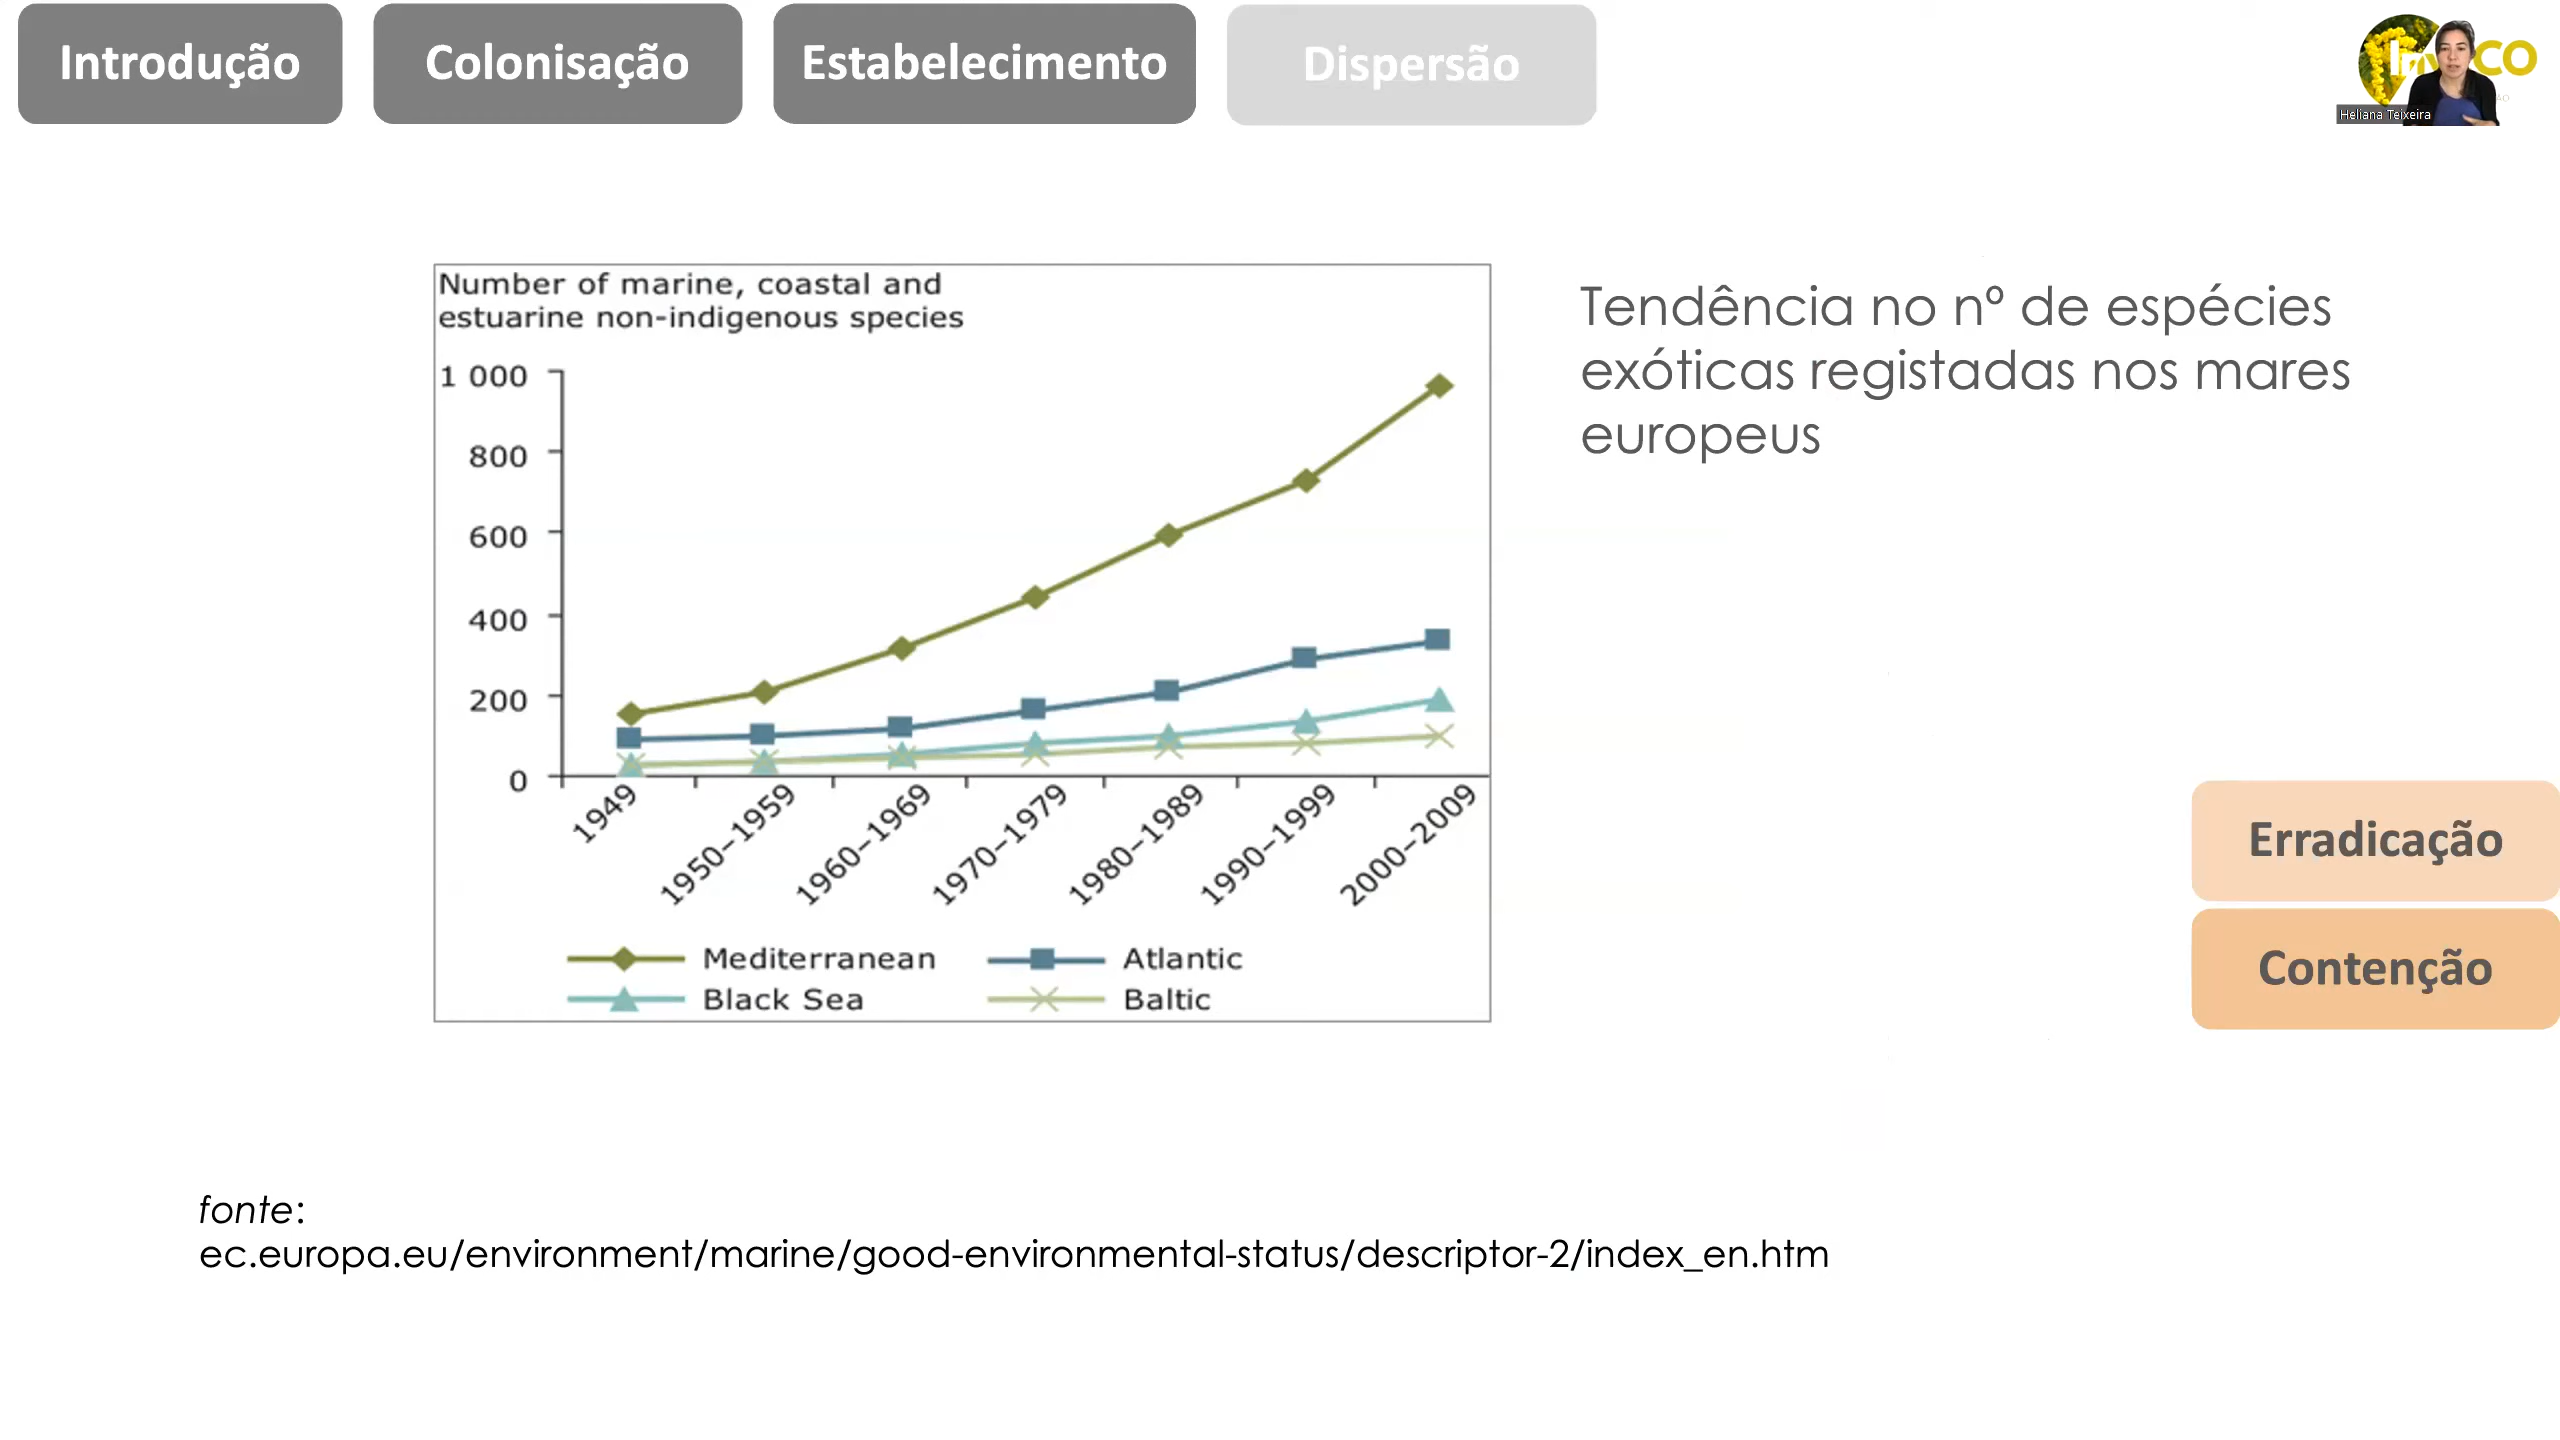 Introdução
Colonisação
Estabelecimento
Dispersão
CO
Heliana Teixeira
Number of marine, coastal and
estuarine non-indigenous species
1 000
800
600
400
200
0
1949
1950–1959
1960–1969
1970–1979
1980–1989
1990–1999
2000–2009
Mediterranean
Atlantic
Black Sea
Baltic
Tendência no nº de espécies
exóticas registadas nos mares
europeus
Erradicação
Contenção
fonte:
ec.europa.eu/environment/marine/good-environmental-status/descriptor-2/index_en.htm